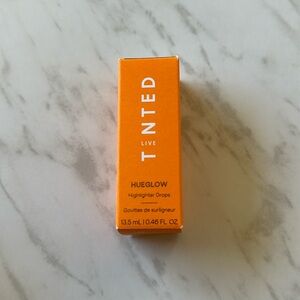 LIVE
TINTED
HUEGLOW
Highlighter Drops
Gouttes de surligneur
13.5 mL | 0.46 FL OZ